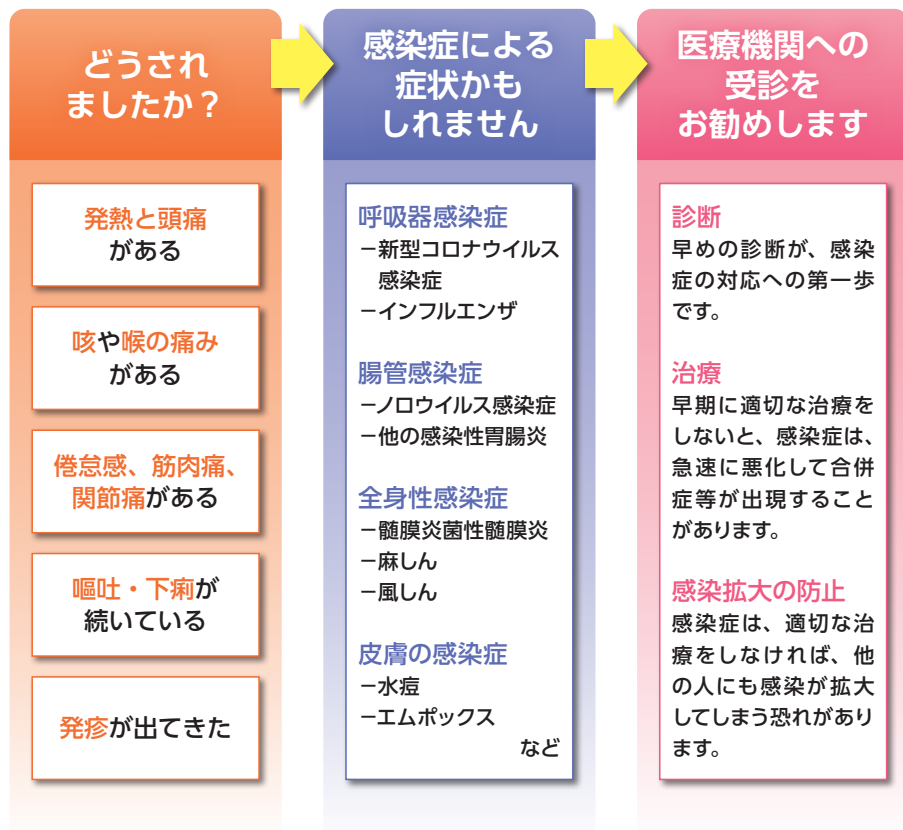 どうされ
ましたか？
発熱と頭痛
がある
咳や喉の痛み
がある
倦怠感、筋肉痛、
関節痛がある
嘔吐・下痢が
続いている
発疹が出てきた
感染症による
症状かも
しれません
呼吸器感染症
－新型コロナウイルス
感染症
－インフルエンザ
腸管感染症
－ノロウイルス感染症
－他の感染性胃腸炎
全身性感染症
－髄膜炎菌性髄膜炎
－麻しん
－風しん
皮膚の感染症
－水痘
－エムポックス
など
医療機関への
受診を
お勧めします
診断
早めの診断が、感染
症の対応への第一歩
です。
治療
早期に適切な治療を
しないと、感染症は、
急速に悪化して合併
症等が出現すること
があります。
感染拡大の防止
感染症は、適切な治
療をしなければ、他
の人にも感染が拡大
してしまう恐れがあり
ます。